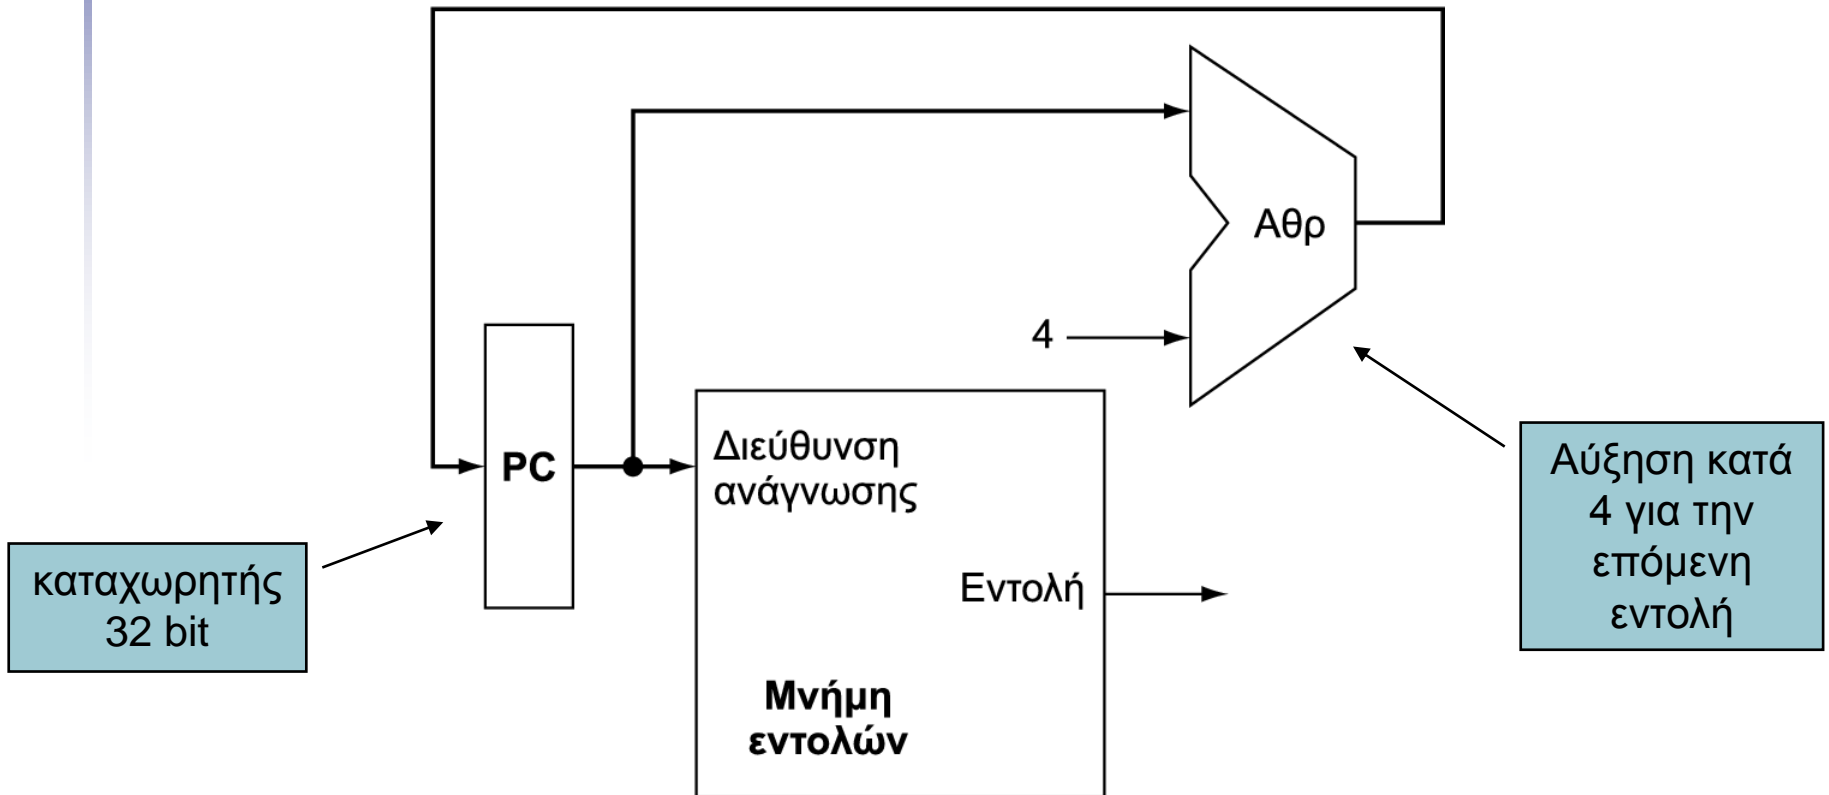 Αθρ
4
PC
Διεύθυνση
ανάγνωσης
Εντολή
Μνήμη
εντολών
καταχωρητής
32 bit
Αύξηση κατά
4 για την
επόμενη
εντολή